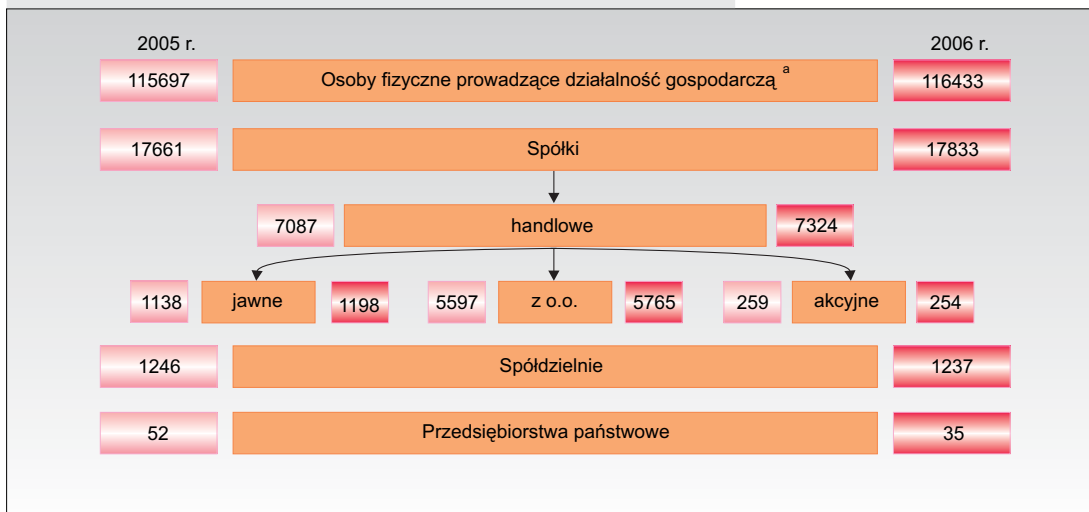 2005 r. 2006 r.
115697 Osoby fizyczne prowadzące działalność gospodarczą a 116433
17661 Spółki 17833
7087 handlowe 7324
1138 jawne 1198 5597 z o.o. 5765 259 akcyjne 254
1246 Spółdzielnie 1237
52 Przedsiębiorstwa państwowe 35